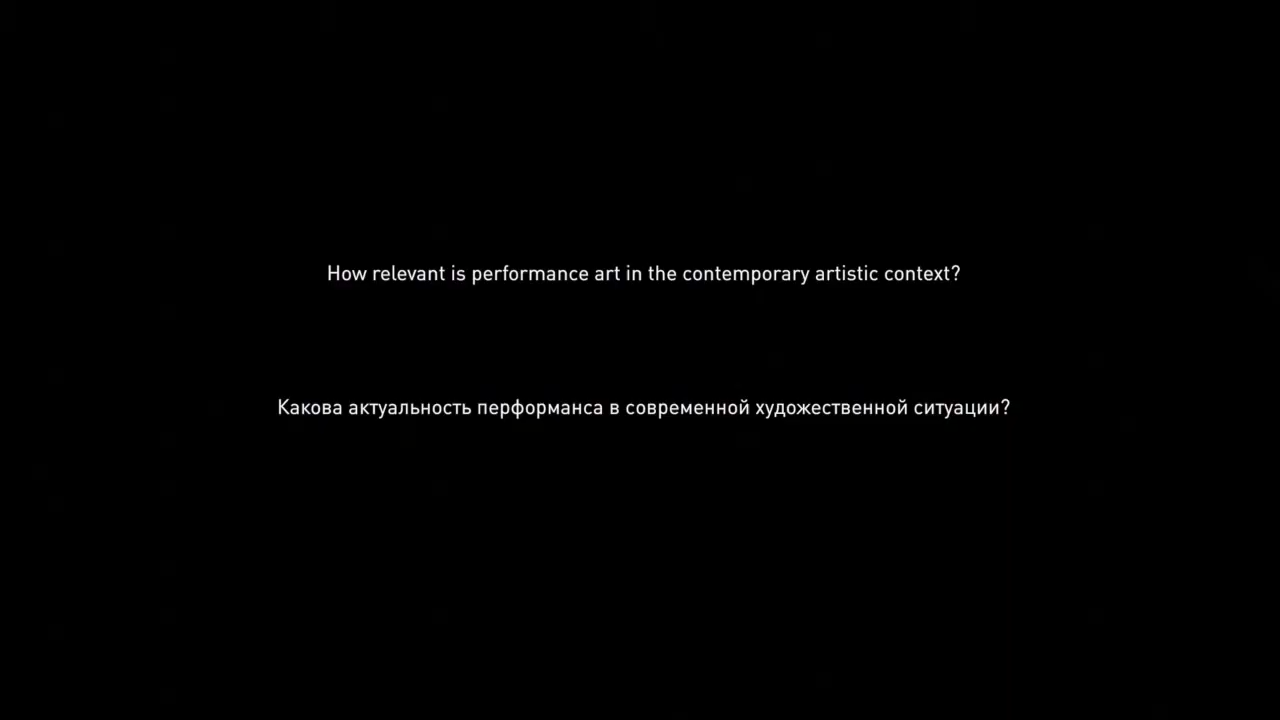 How relevant is performance art in the contemporary artistic context?
Какова актуальность перформанса в современной художественной ситуации?